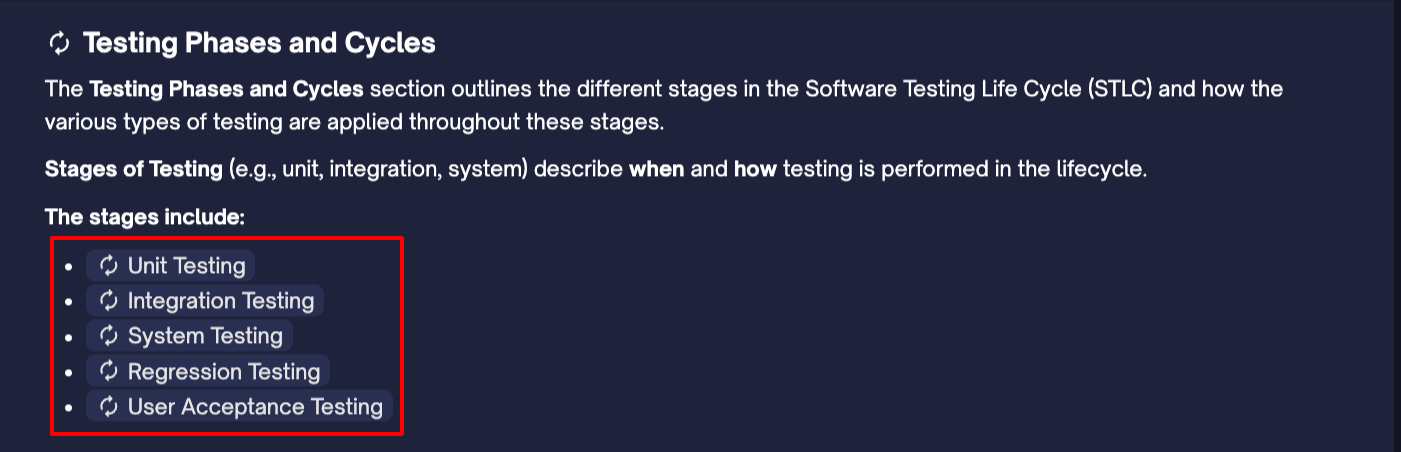 Testing Phases and Cycles
The Testing Phases and Cycles section outlines the different stages in the Software Testing Life Cycle (STLC) and how the
various types of testing are applied throughout these stages.
Stages of Testing (e.g., unit, integration, system) describe when and how testing is performed in the lifecycle.
The stages include:
• Unit Testing
• Integration Testing
• System Testing
• Regression Testing
• User Acceptance Testing